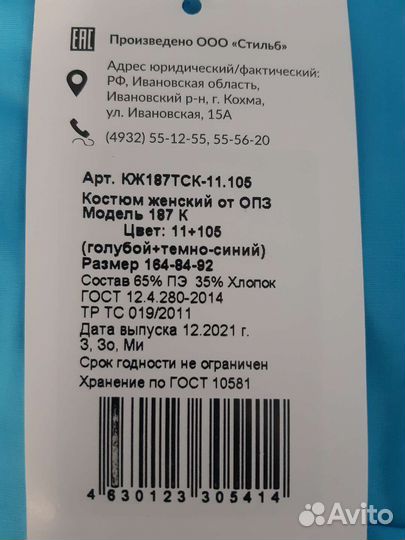 EAC Произведено ООО «Стильб»
Адрес юридический/фактический:
РФ, Ивановская область,
Ивановский р-н, г. Кохма,
ул. Ивановская, 15А
(4932) 55-12-55, 55-56-20
Арт. КЖ187ТСК-11.105
Костюм женский от ОПЗ
Модель 187 К
Цвет: 11+105
(голубой+темно-синий)
Размер 164-84-92
Состав 65% ПЭ 35% Хлопок
ГОСТ 12.4.280-2014
ТР ТС 019/2011
Дата выпуска 12.2021 г.
З, Зо, Ми
Срок годности не ограничен
Хранение по ГОСТ 10581
4 630123 305414
Avito